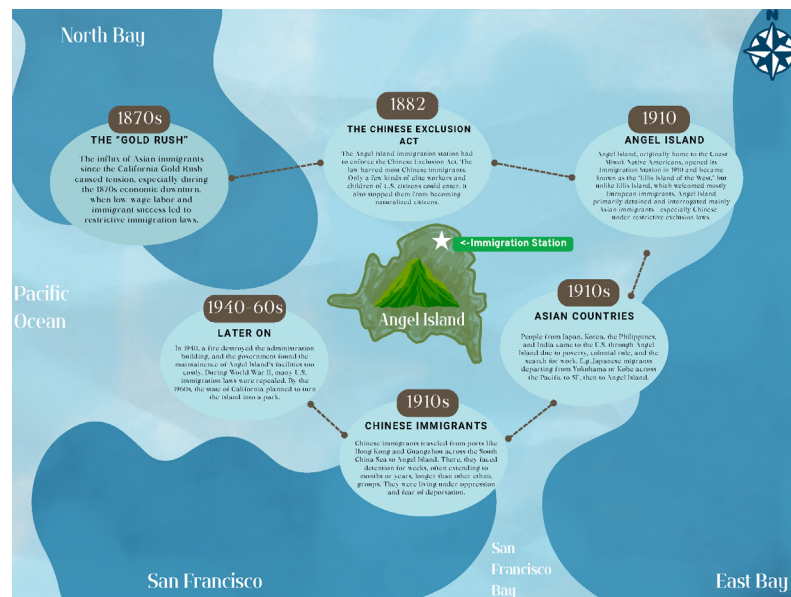 North Bay
N
1870s
THE "GOLD RUSH"
The influx of Asian immigrants
since the California Gold Rush
caused tension, especially during
the 1870s economic downturn,
when low wage labor and
immigrant success led to
restrictive immigration laws.
1882
THE CHINESE EXCLUSION
ACT
The Angel Island immigration station had
to enforce the Chinese Exclusion Act. The
law barred most Chinese immigrants.
Only a few kinds of elite workers and
children of U.S. citizens could enter, it
also stopped them from becoming
naturalized citizens.
1910
ANGEL ISLAND
Angel Island, originally home to the Coast
Miwok Native Americans, opened its
Immigration Station in 1910 and became
known as the "Ellis Island of the West," but
unlike Ellis Island, which welcomed mostly
European immigrants, Angel Island
primarily detained and interrogated mainly
Asian immigrants especially Chinese
under restrictive exclusion laws.
<-Immigration Station
Angel Island
Pacific
Ocean
1910s
ASIAN COUNTRIES
People from Japan, Korea, the Philippines,
and India came to the U.S. through Angel
Island due to poverty, colonial rule, and the
search for work. E.g.Japanese migrants
departing from Yokohama or Kobe across
the Pacific to SF, then to Angel Island.
1910s
CHINESE IMMIGRANTS
Chinese immigrants traveled from ports like
Hong Kong and Guangzhou across the South
China Sea to Angel Island. There, they faced
detention for weeks, often extending to
months or years, longer than other ethnic
groups. They were living under oppression
and fear of deportation.
1940-60s
LATER ON
In 1940, a fire destroyed the administration
building, and the government found the
maintainence of Angel Island's facilities too
costly. During World War II, many U.S.
immigration laws were repealed. By the
1960s, the state of California planned to turn
the island into a park.
San Francisco
San
Francisco
Bay
East Bay